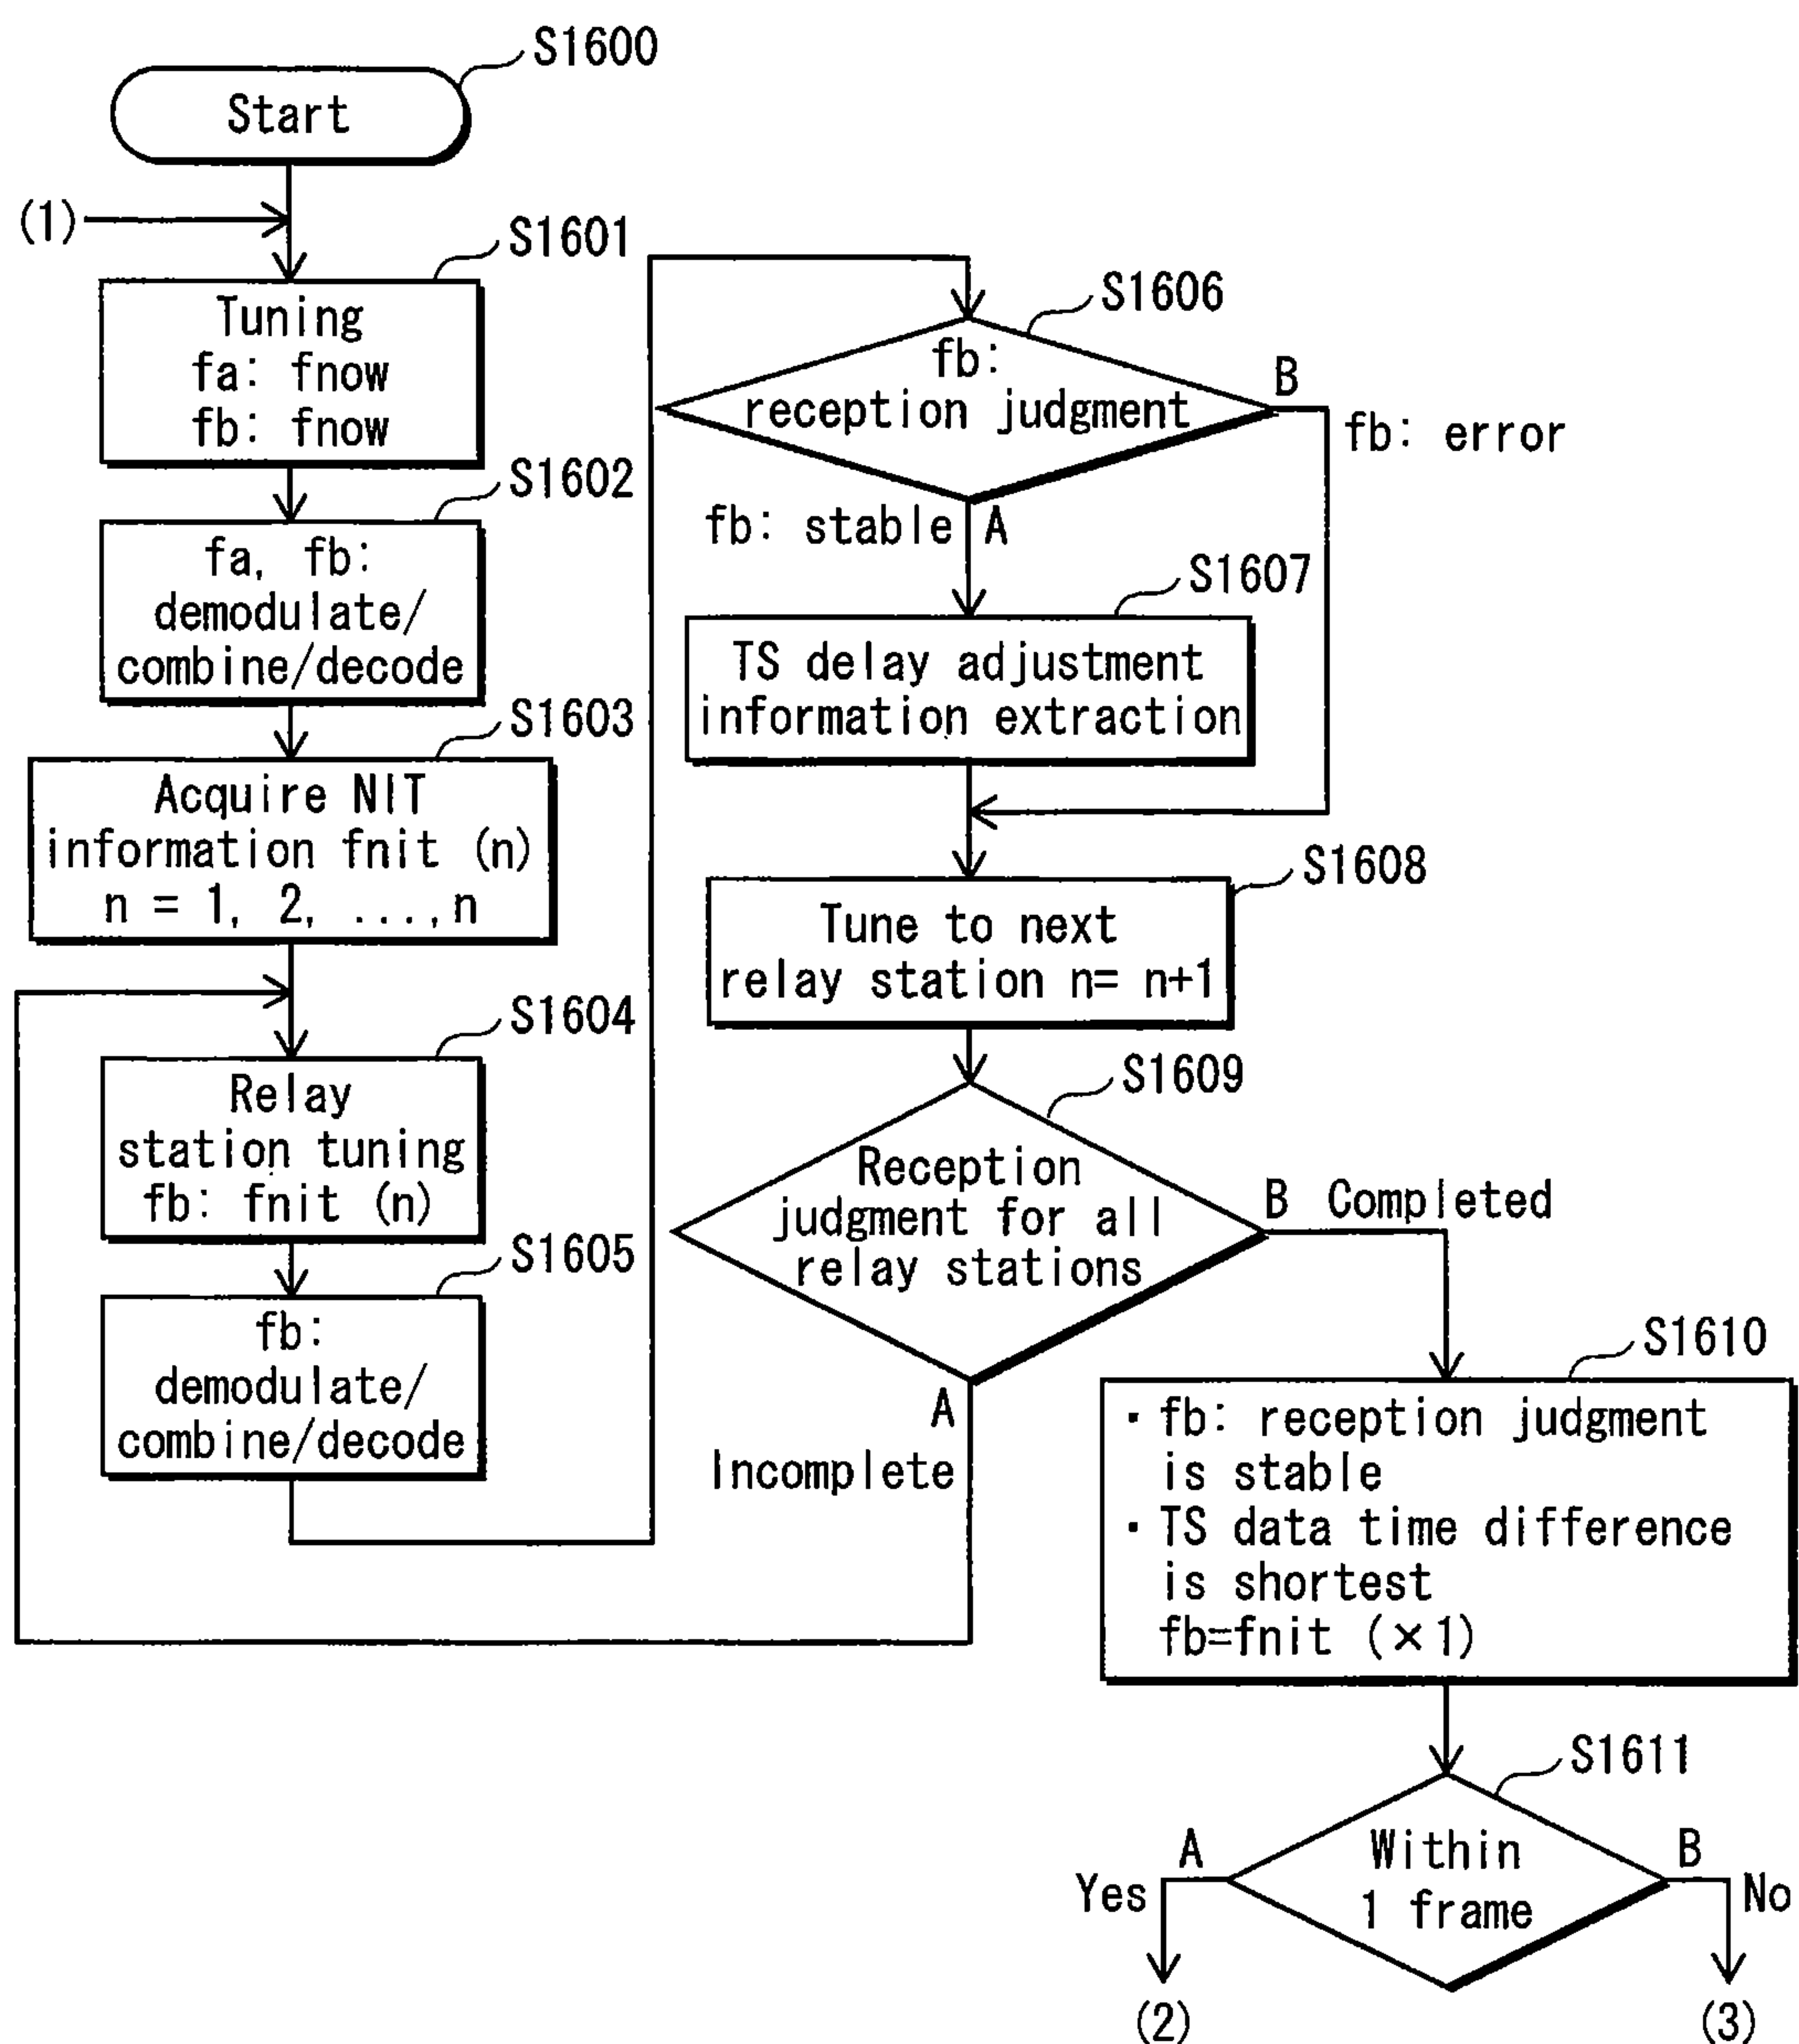 S1600
Start
(1)
S1601
Tuning
fa: fnow
fb: fnow
S1602
fa, fb:
demodulate/
combine/decode
S1603
Acquire NIT
information fnit (n)
n = 1, 2, ...,n
S1604
Relay
station tuning
fb: fnit (n)
S1605
fb:
demodulate/
combine/decode
S1606
fb:
reception judgment
B
fb: error
fb: stable
A
S1607
TS delay adjustment
information extraction
S1608
Tune to next
relay station n= n+1
S1609
Reception
judgment for all
relay stations
B Completed
A
Incomplete
S1610
・fb: reception judgment
is stable
・TS data time difference
is shortest
fb=fnit (×1)
S1611
Within
1 frame
A
Yes
B
No
(2)
(3)